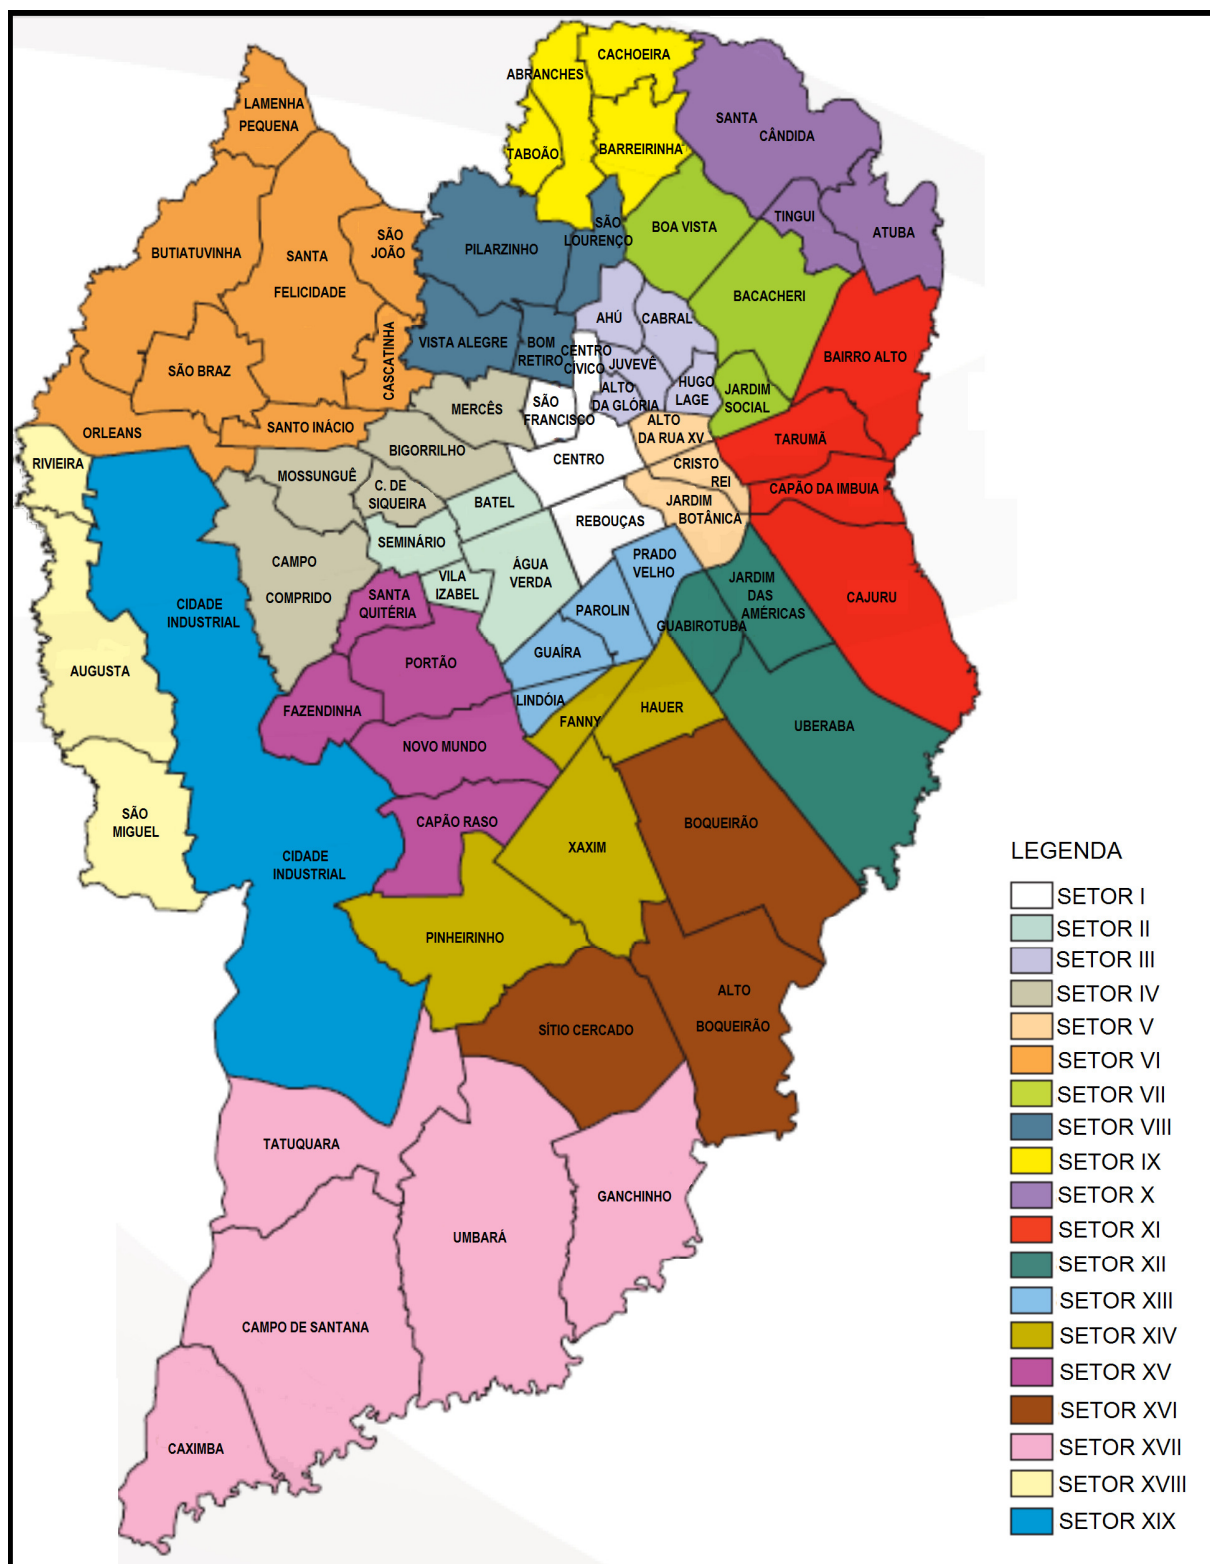 CACHOEIRA
ABRANCHES
LAMENHA
PEQUENA
SANTA
CÂNDIDA
TABOÃO
BARREIRINHA
TINGUI
ATUBA
BUTIATUVINHA
SANTA
FELICIDADE
SÃO
JOÃO
PILARZINHO
SÃO
LOURENÇO
BOA VISTA
BACACHERI
AHÚ
CABRAL
VISTA ALEGRE
BOM
RETIRO
CENTRO
CÍVICO
JUVEVÊ
BAIRRO ALTO
SÃO BRAZ
CASCATINHA
HUGO
LAGE
JARDIM
SOCIAL
ALTO
DA GLÓRIA
MERCÊS
SÃO
FRANCISCO
ORLEANS
SANTO INÁCIO
ALTO
DA RUA XV
TARUMÃ
BIGORRILHO
CENTRO
CRISTO
REI
RIVIEIRA
MOSSUNGUÊ
C. DE
SIQUEIRA
BATEL
CAPÃO DA IMBUIA
JARDIM
BOTÂNICA
REBOUÇAS
SEMINÁRIO
PRADO
VELHO
CAMPO
COMPRIDO
ÁGUA
VERDA
VILA
IZABEL
SANTA
QUITÉRIA
JARDIM
DAS
AMÉRICAS
CAJURU
CIDADE
INDUSTRIAL
PAROLIN
GUABIROTUBA
GUAÍRA
AUGUSTA
PORTÃO
LINDÓIA
FAZENDINHA
FANNY
HAUER
UBERABA
NOVO MUNDO
SÃO
MIGUEL
CAPÃO RASO
BOQUEIRÃO
XAXIM
CIDADE
INDUSTRIAL
PINHEIRINHO
ALTO
BOQUEIRÃO
SÍTIO CERCADO
TATUQUARA
GANCHINHO
UMBARÁ
CAMPO DE SANTANA
CAXIMBA
LEGENDA
SETOR I
SETOR II
SETOR III
SETOR IV
SETOR V
SETOR VI
SETOR VII
SETOR VIII
SETOR IX
SETOR X
SETOR XI
SETOR XII
SETOR XIII
SETOR XIV
SETOR XV
SETOR XVI
SETOR XVII
SETOR XVIII
SETOR XIX